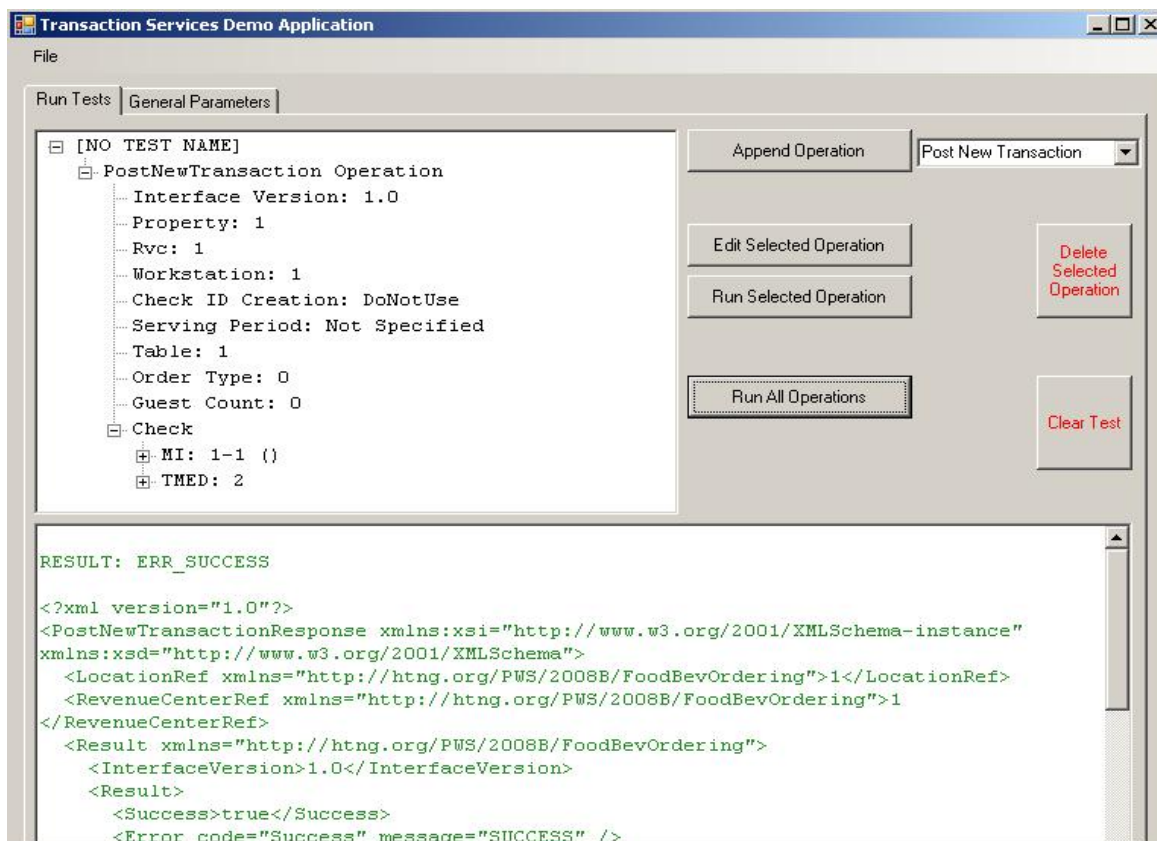 Transaction Services Demo Application
File
Run Tests
General Parameters
[NO TEST NAME]
PostNewTransaction Operation
Interface Version: 1.0
Property: 1
Rvc: 1
Workstation: 1
Check ID Creation: DoNotUse
Serving Period: Not Specified
Table: 1
Order Type: 0
Guest Count: 0
Check
MI: 1-1 ()
TMED: 2
Append Operation
Post New Transaction
Edit Selected Operation
Run Selected Operation
Delete
Selected
Operation
Run All Operations
Clear Test
RESULT: ERR_SUCCESS
<?xml version="1.0"?>
<PostNewTransactionResponse xmlns:xsi="http://www.w3.org/2001/XMLSchema-instance"
xmlns:xsd="http://www.w3.org/2001/XMLSchema">
<LocationRef xmlns="http://htng.org/PWS/2008B/FoodBevOrdering">1</LocationRef>
<RevenueCenterRef xmlns="http://htng.org/PWS/2008B/FoodBevOrdering">1
</RevenueCenterRef>
<Result xmlns="http://htng.org/PWS/2008B/FoodBevOrdering">
<InterfaceVersion>1.0</InterfaceVersion>
<Result>
<Success>true</Success>
<Error code="Success" message="SUCCESS" />